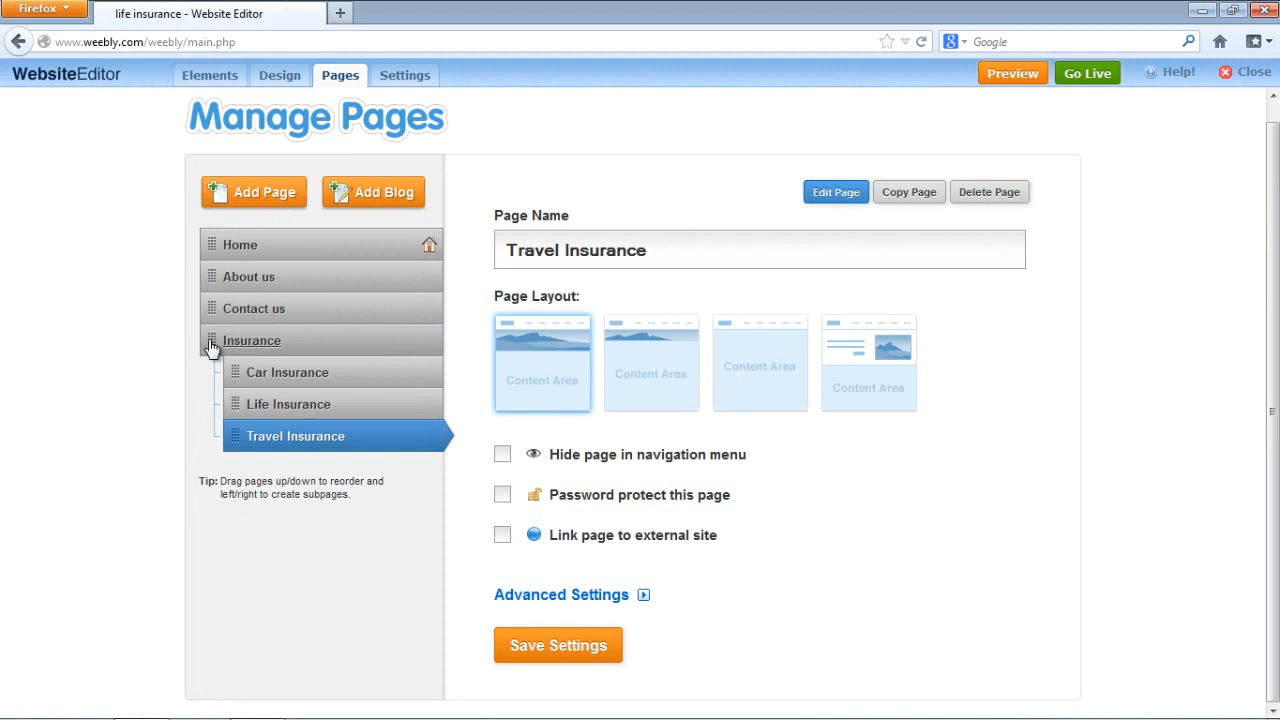 Firefox
life insurance - Website Editor
www.weebly.com/weebly/main.php
Google
WebsiteEditor
Elements
Design
Pages
Settings
Preview
Go Live
Help!
Close
Manage Pages
Add Page
Add Blog
Edit Page
Copy Page
Delete Page
Page Name
Travel Insurance
Home
About us
Contact us
Insurance
Car Insurance
Life Insurance
Travel Insurance
Tip: Drag pages up/down to reorder and
left/right to create subpages.
Page Layout:
Content Area
Content Area
Content Area
Content Area
Hide page in navigation menu
Password protect this page
Link page to external site
Advanced Settings
Save Settings